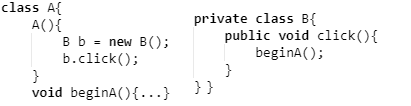 class A{
    A(){
        B b = new B();
        b.click();
    }
    void beginA(){...}
private class B{
    public void click(){
        beginA();
    }
} }